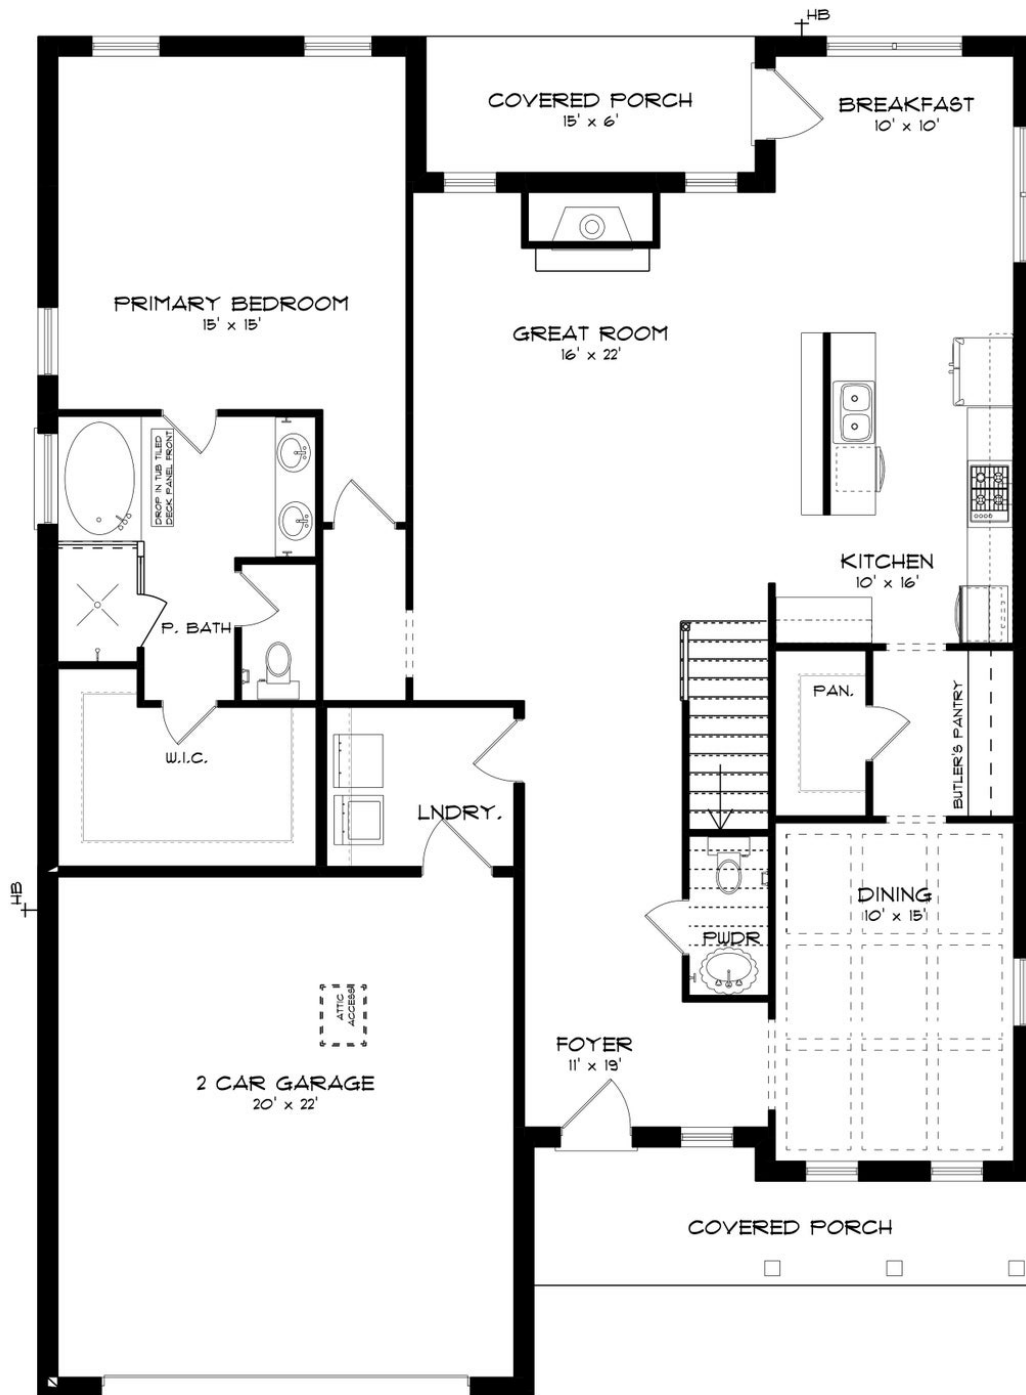 HB
COVERED PORCH
15' x 6'
BREAKFAST
10' x 10'
PRIMARY BEDROOM
15' x 15'
GREAT ROOM
16' x 22'
DROP IN TUB TILED
DECK PANEL FRONT
KITCHEN
10' x 16'
P. BATH
PAN.
BUTLER'S PANTRY
W.I.C.
LNDRY.
HB
DINING
10' x 15'
PWDR
ATTIC
ACCESS
FOYER
11' x 19'
2 CAR GARAGE
20' x 22'
COVERED PORCH